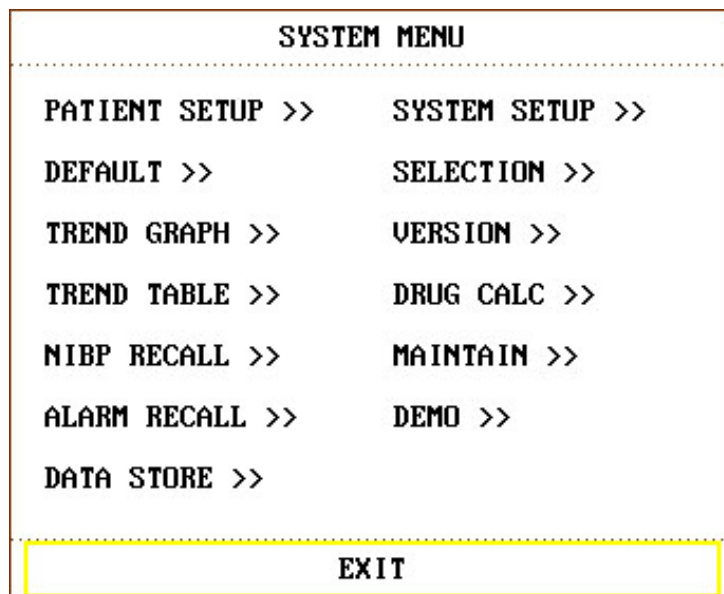 SYSTEM MENU
PATIENT SETUP >> SYSTEM SETUP >>
DEFAULT >> SELECTION >>
TREND GRAPH >> VERSION >>
TREND TABLE >> DRUG CALC >>
NIBP RECALL >> MAINTAIN >>
ALARM RECALL >> DEMO >>
DATA STORE >>
EXIT